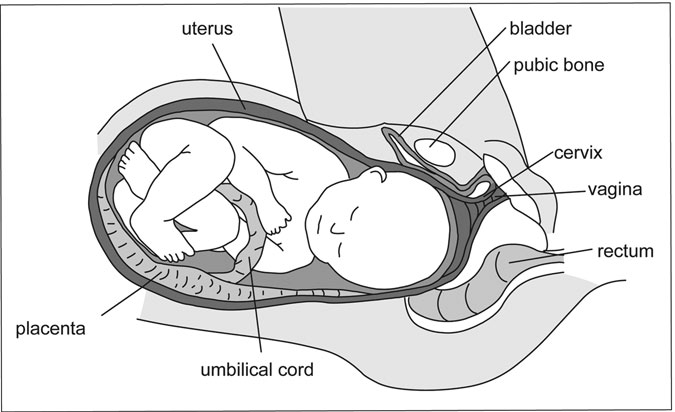 uterus
bladder
pubic bone
cervix
vagina
rectum
placenta
umbilical cord